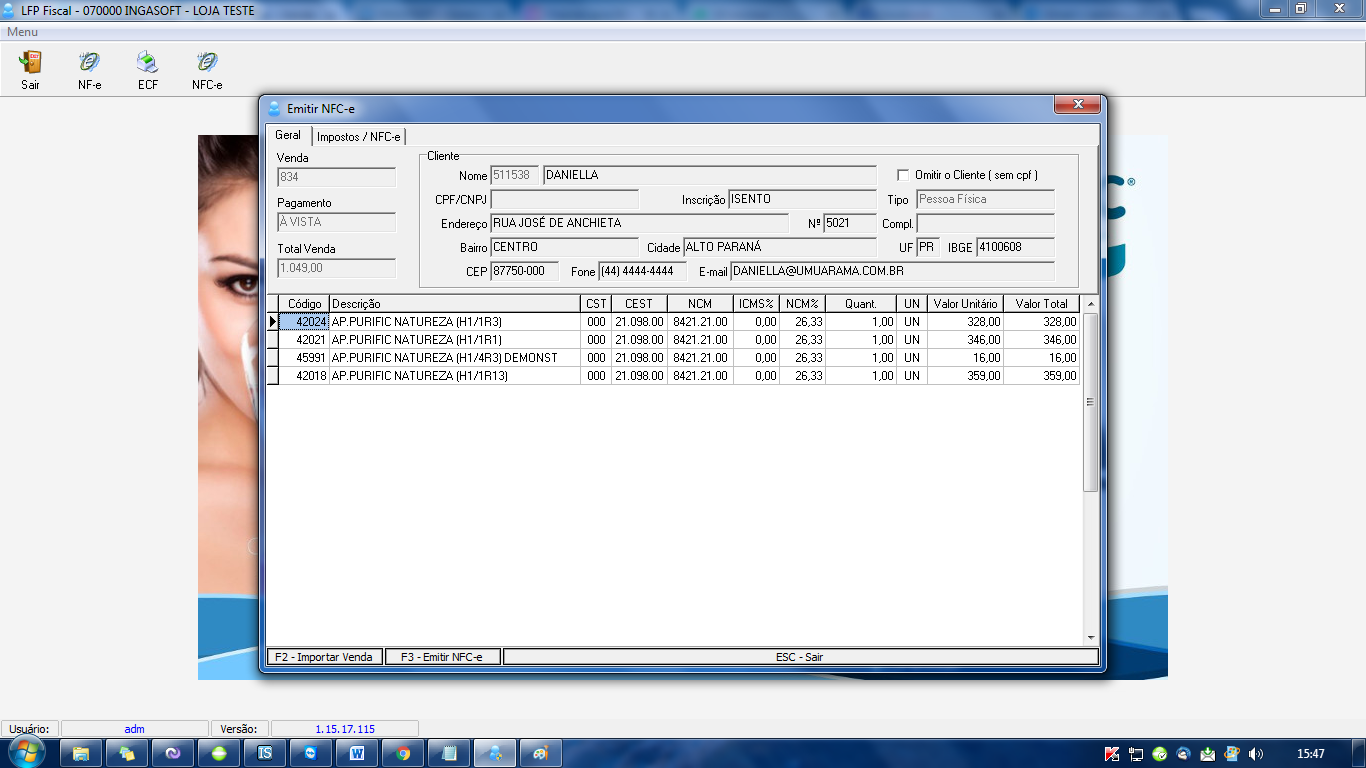 LFP Fiscal - 070000 INGASOFT - LOJA TESTE
Menu
Sair NF-e ECF NFC-e
Emitir NFC-e
Geral Impostos / NFC-e
Venda
834
Pagamento
À VISTA
Total Venda
1.049,00
Cliente
Nome 511538 DANIELLA Omitir o Cliente ( sem cpf )
CPF/CNPJ Inscrição ISENTO Tipo Pessoa Física
Endereço RUA JOSÉ DE ANCHIETA Nº 5021 Compl.
Bairro CENTRO Cidade ALTO PARANÁ UF PR IBGE 4100608
CEP 87750-000 Fone (44) 4444-4444 E-mail DANIELLA@UMUARAMA.COM.BR
Código Descrição CST CEST NCM ICMS% NCM% Quant. UN Valor Unitário Valor Total
42024 AP.PURIFIC NATUREZA (H1/1R3) 000 21.098.00 8421.21.00 0,00 26,33 1,00 UN 328,00 328,00
42021 AP.PURIFIC NATUREZA (H1/1R1) 000 21.098.00 8421.21.00 0,00 26,33 1,00 UN 346,00 346,00
45991 AP.PURIFIC NATUREZA (H1/4R3) DEMONST 000 21.098.00 8421.21.00 0,00 26,33 1,00 UN 16,00 16,00
42018 AP.PURIFIC NATUREZA (H1/1R13) 000 21.098.00 8421.21.00 0,00 26,33 1,00 UN 359,00 359,00
F2 - Importar Venda F3 - Emitir NFC-e ESC - Sair
Usuário: adm Versão: 1.15.17.115
15:47